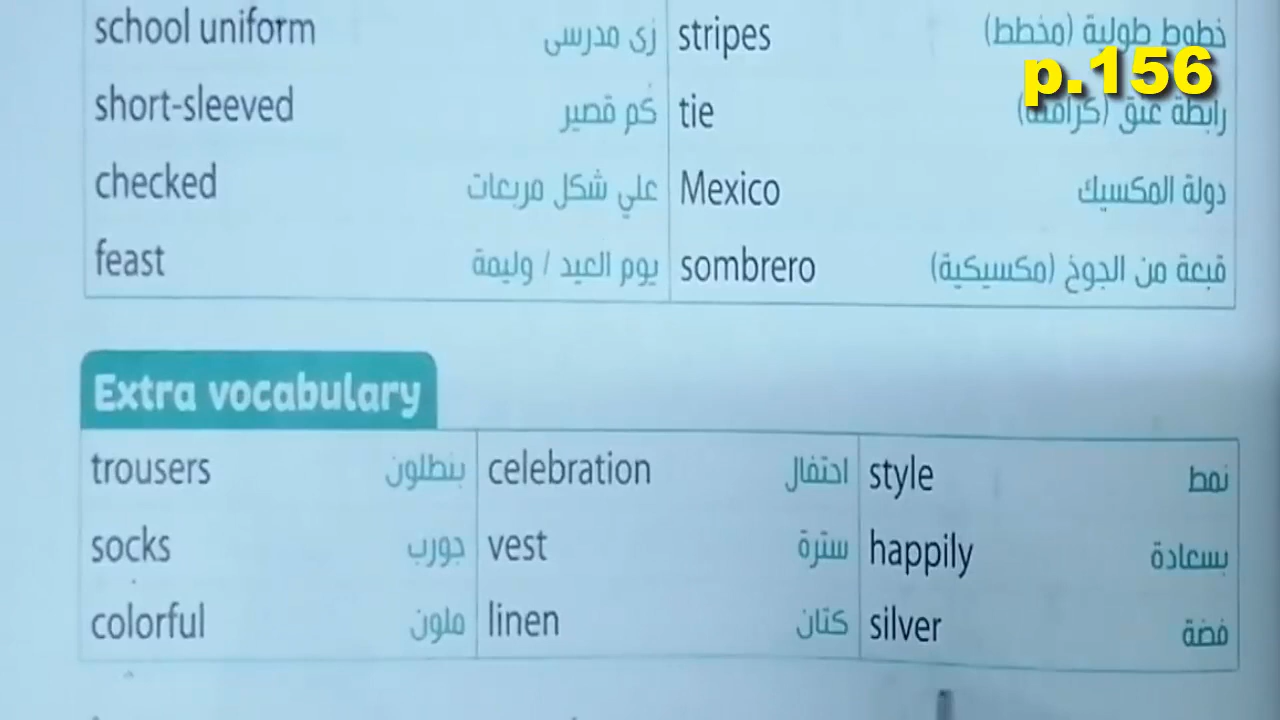 school uniform زى مدرسى stripes خطوط طولية (مخطط)
p.156
short-sleeved كم قصير tie رابطة عنق (كرافتة)
checked علي شكل مربعات Mexico دولة المكسيك
feast يوم العيد / وليمة sombrero قبعة من الجوخ (مكسيكية)
Extra vocabulary
trousers بنطلون celebration احتفال style نمط
socks جورب vest سترة happily بسعادة
colorful ملون linen كتان silver فضة